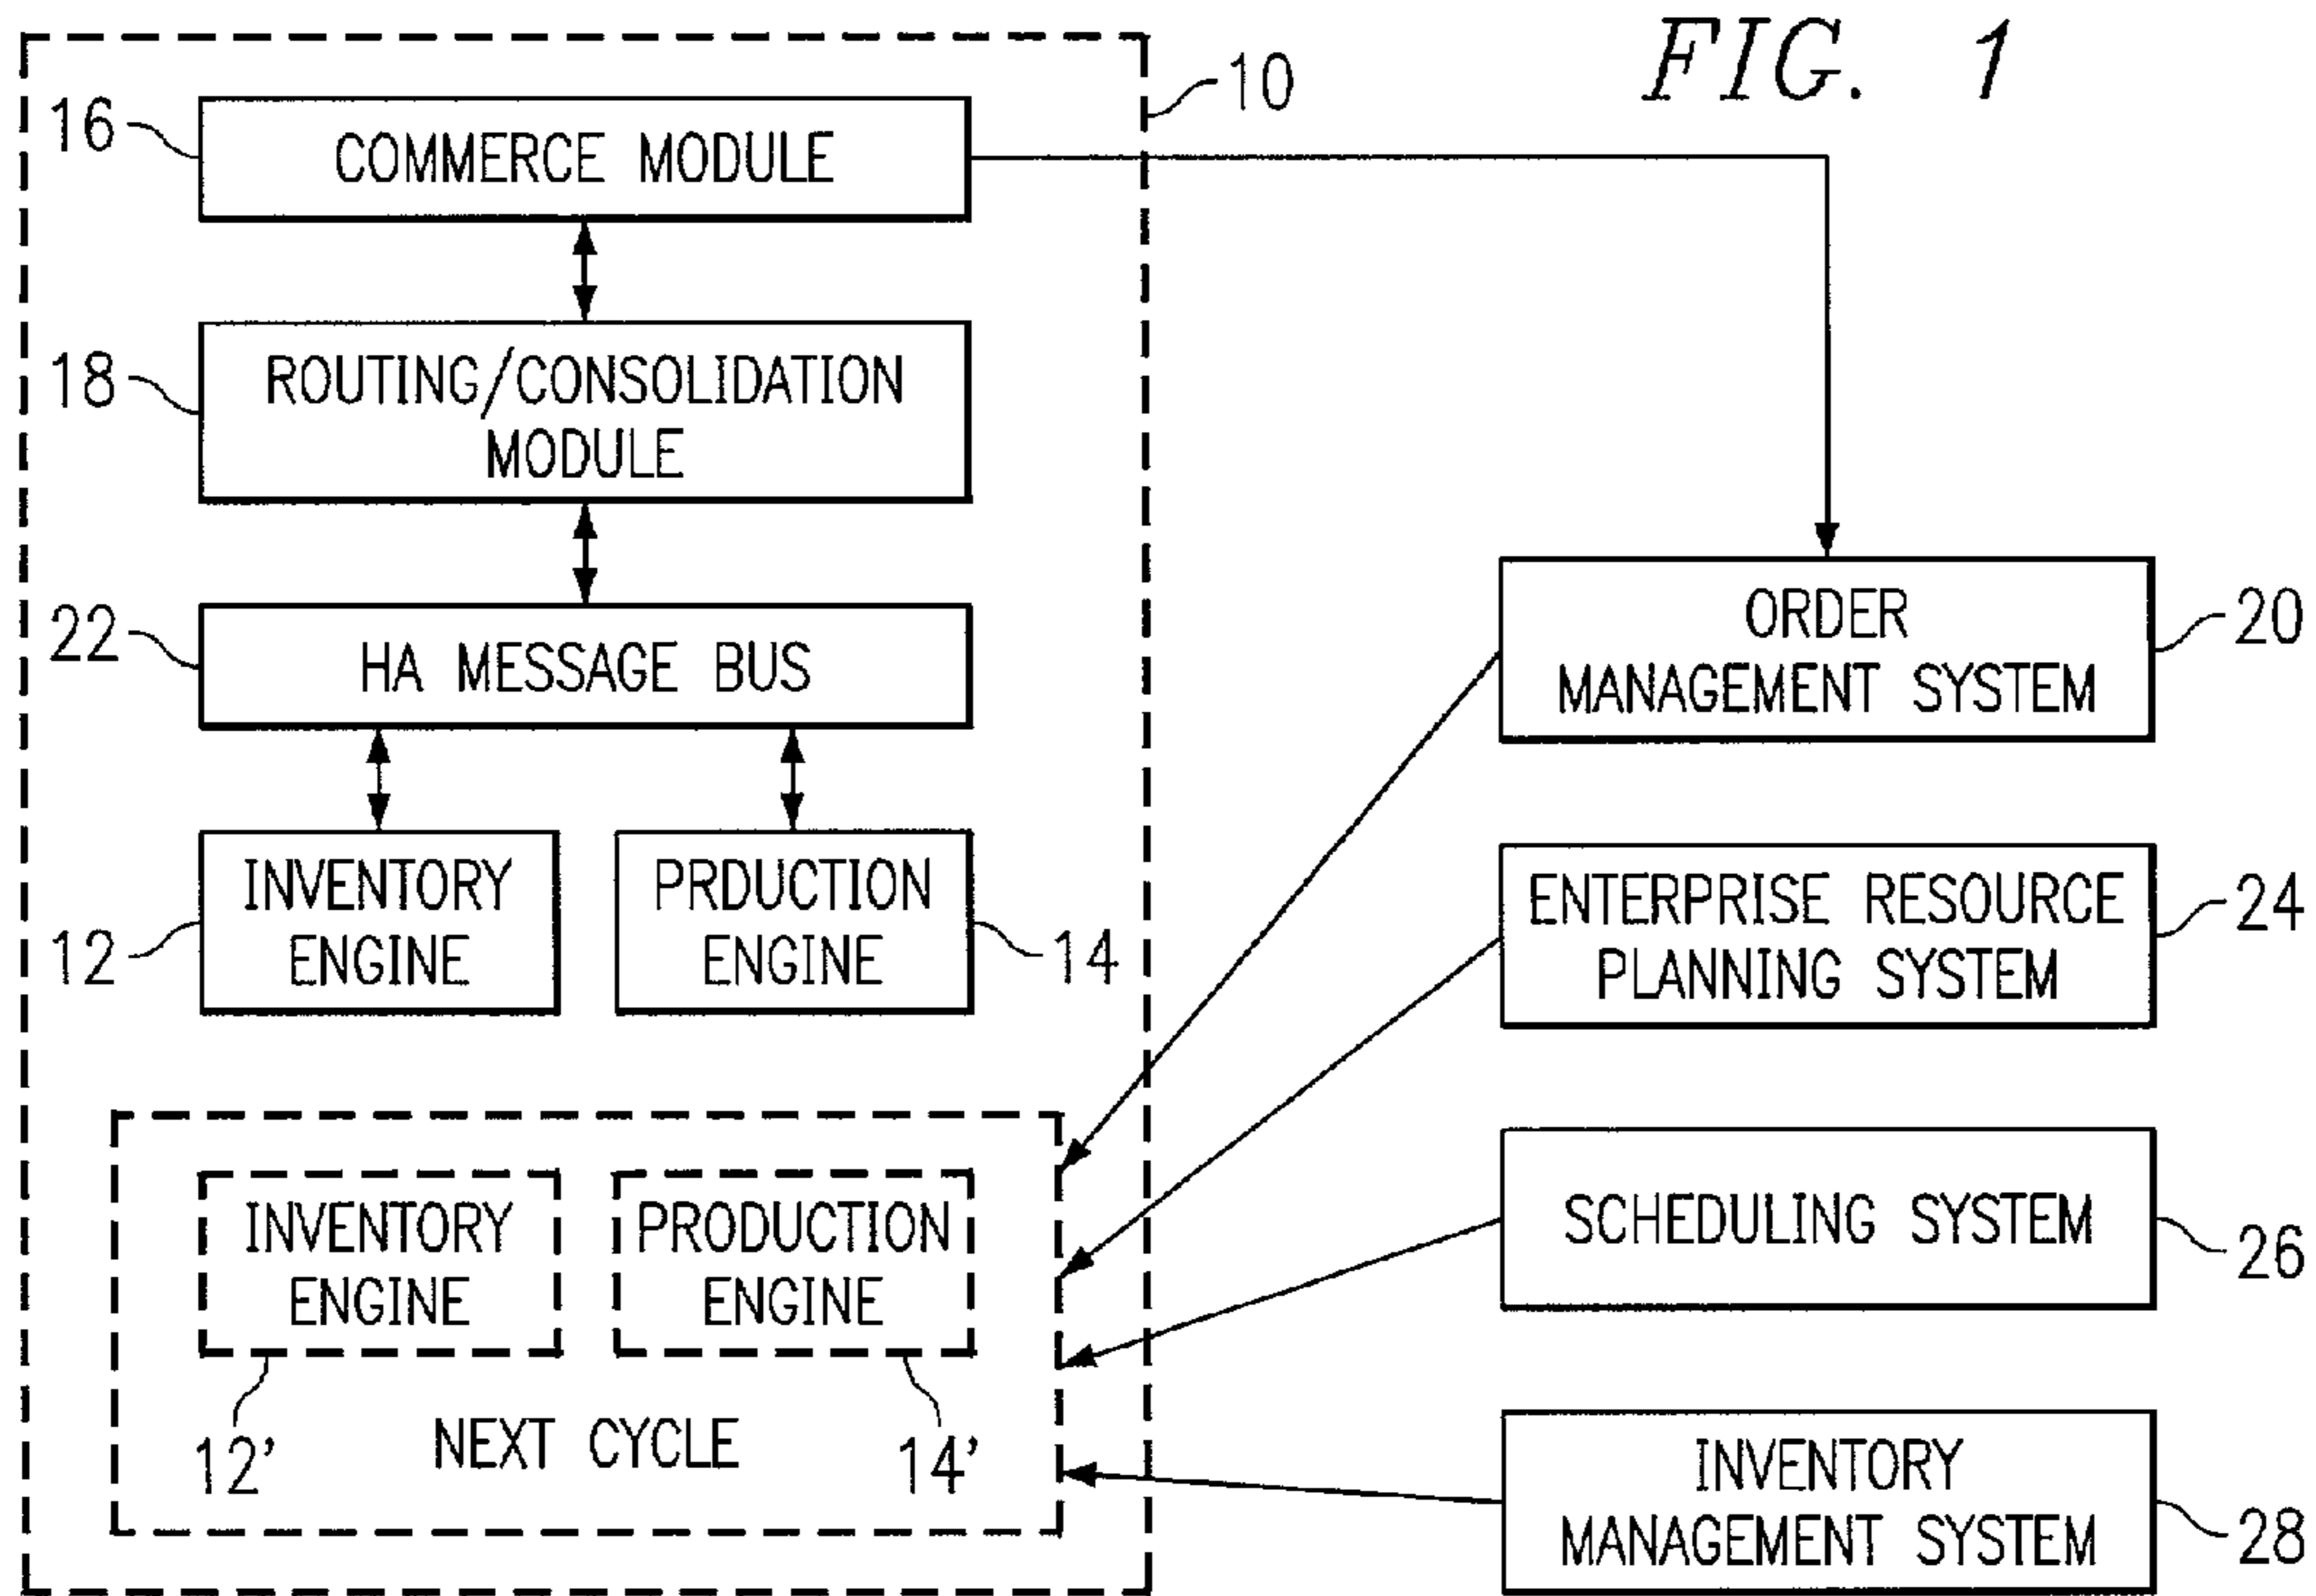 FIG. 1
10
16
COMMERCE MODULE
18
ROUTING/CONSOLIDATION
MODULE
22
HA MESSAGE BUS
12
INVENTORY
ENGINE
PRDUCTION
ENGINE
14
INVENTORY
ENGINE
PRODUCTION
ENGINE
12'
NEXT CYCLE
14'
ORDER
MANAGEMENT SYSTEM
20
ENTERPRISE RESOURCE
PLANNING SYSTEM
24
SCHEDULING SYSTEM
26
INVENTORY
MANAGEMENT SYSTEM
28